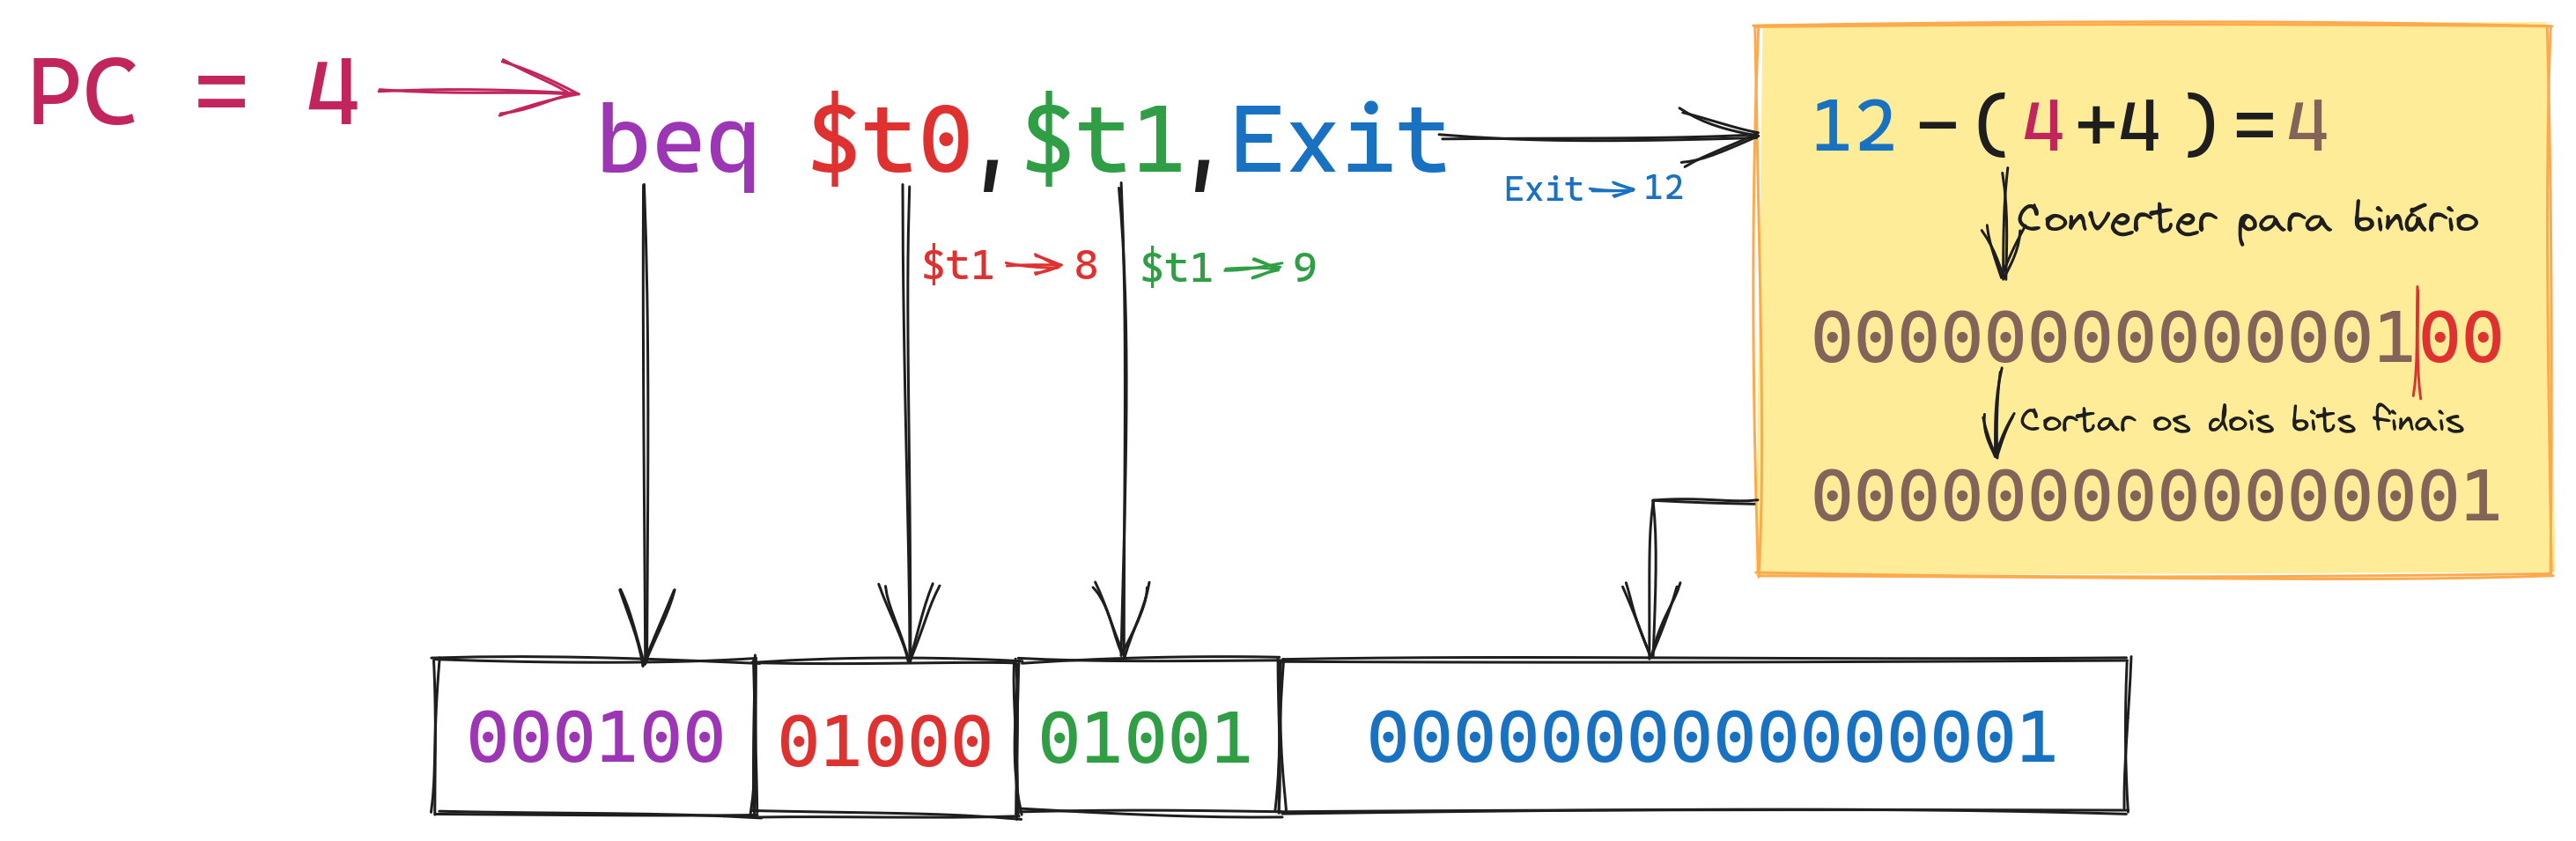 PC = 4
beq $t0,$t1,Exit
12-(4+4)=4
Exit→12
Converter para binário
$t1→8
$t1→9
0000000000000100
Cortar os dois bits finais
0000000000000001
000100 01000 01001 0000000000000001